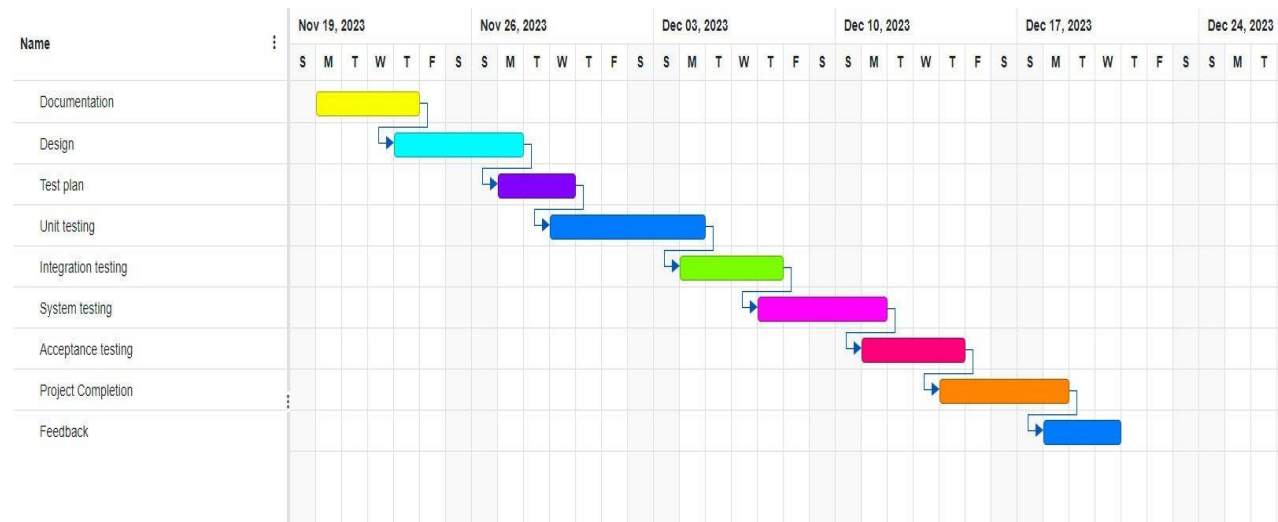 Name
Nov 19, 2023 Nov 26, 2023 Dec 03, 2023 Dec 10, 2023 Dec 17, 2023 Dec 24, 2023
S M T W T F S S M T W T F S S M T W T F S S M T W T F S S M T W T F S S M T
Documentation
Design
Test plan
Unit testing
Integration testing
System testing
Acceptance testing
Project Completion
Feedback